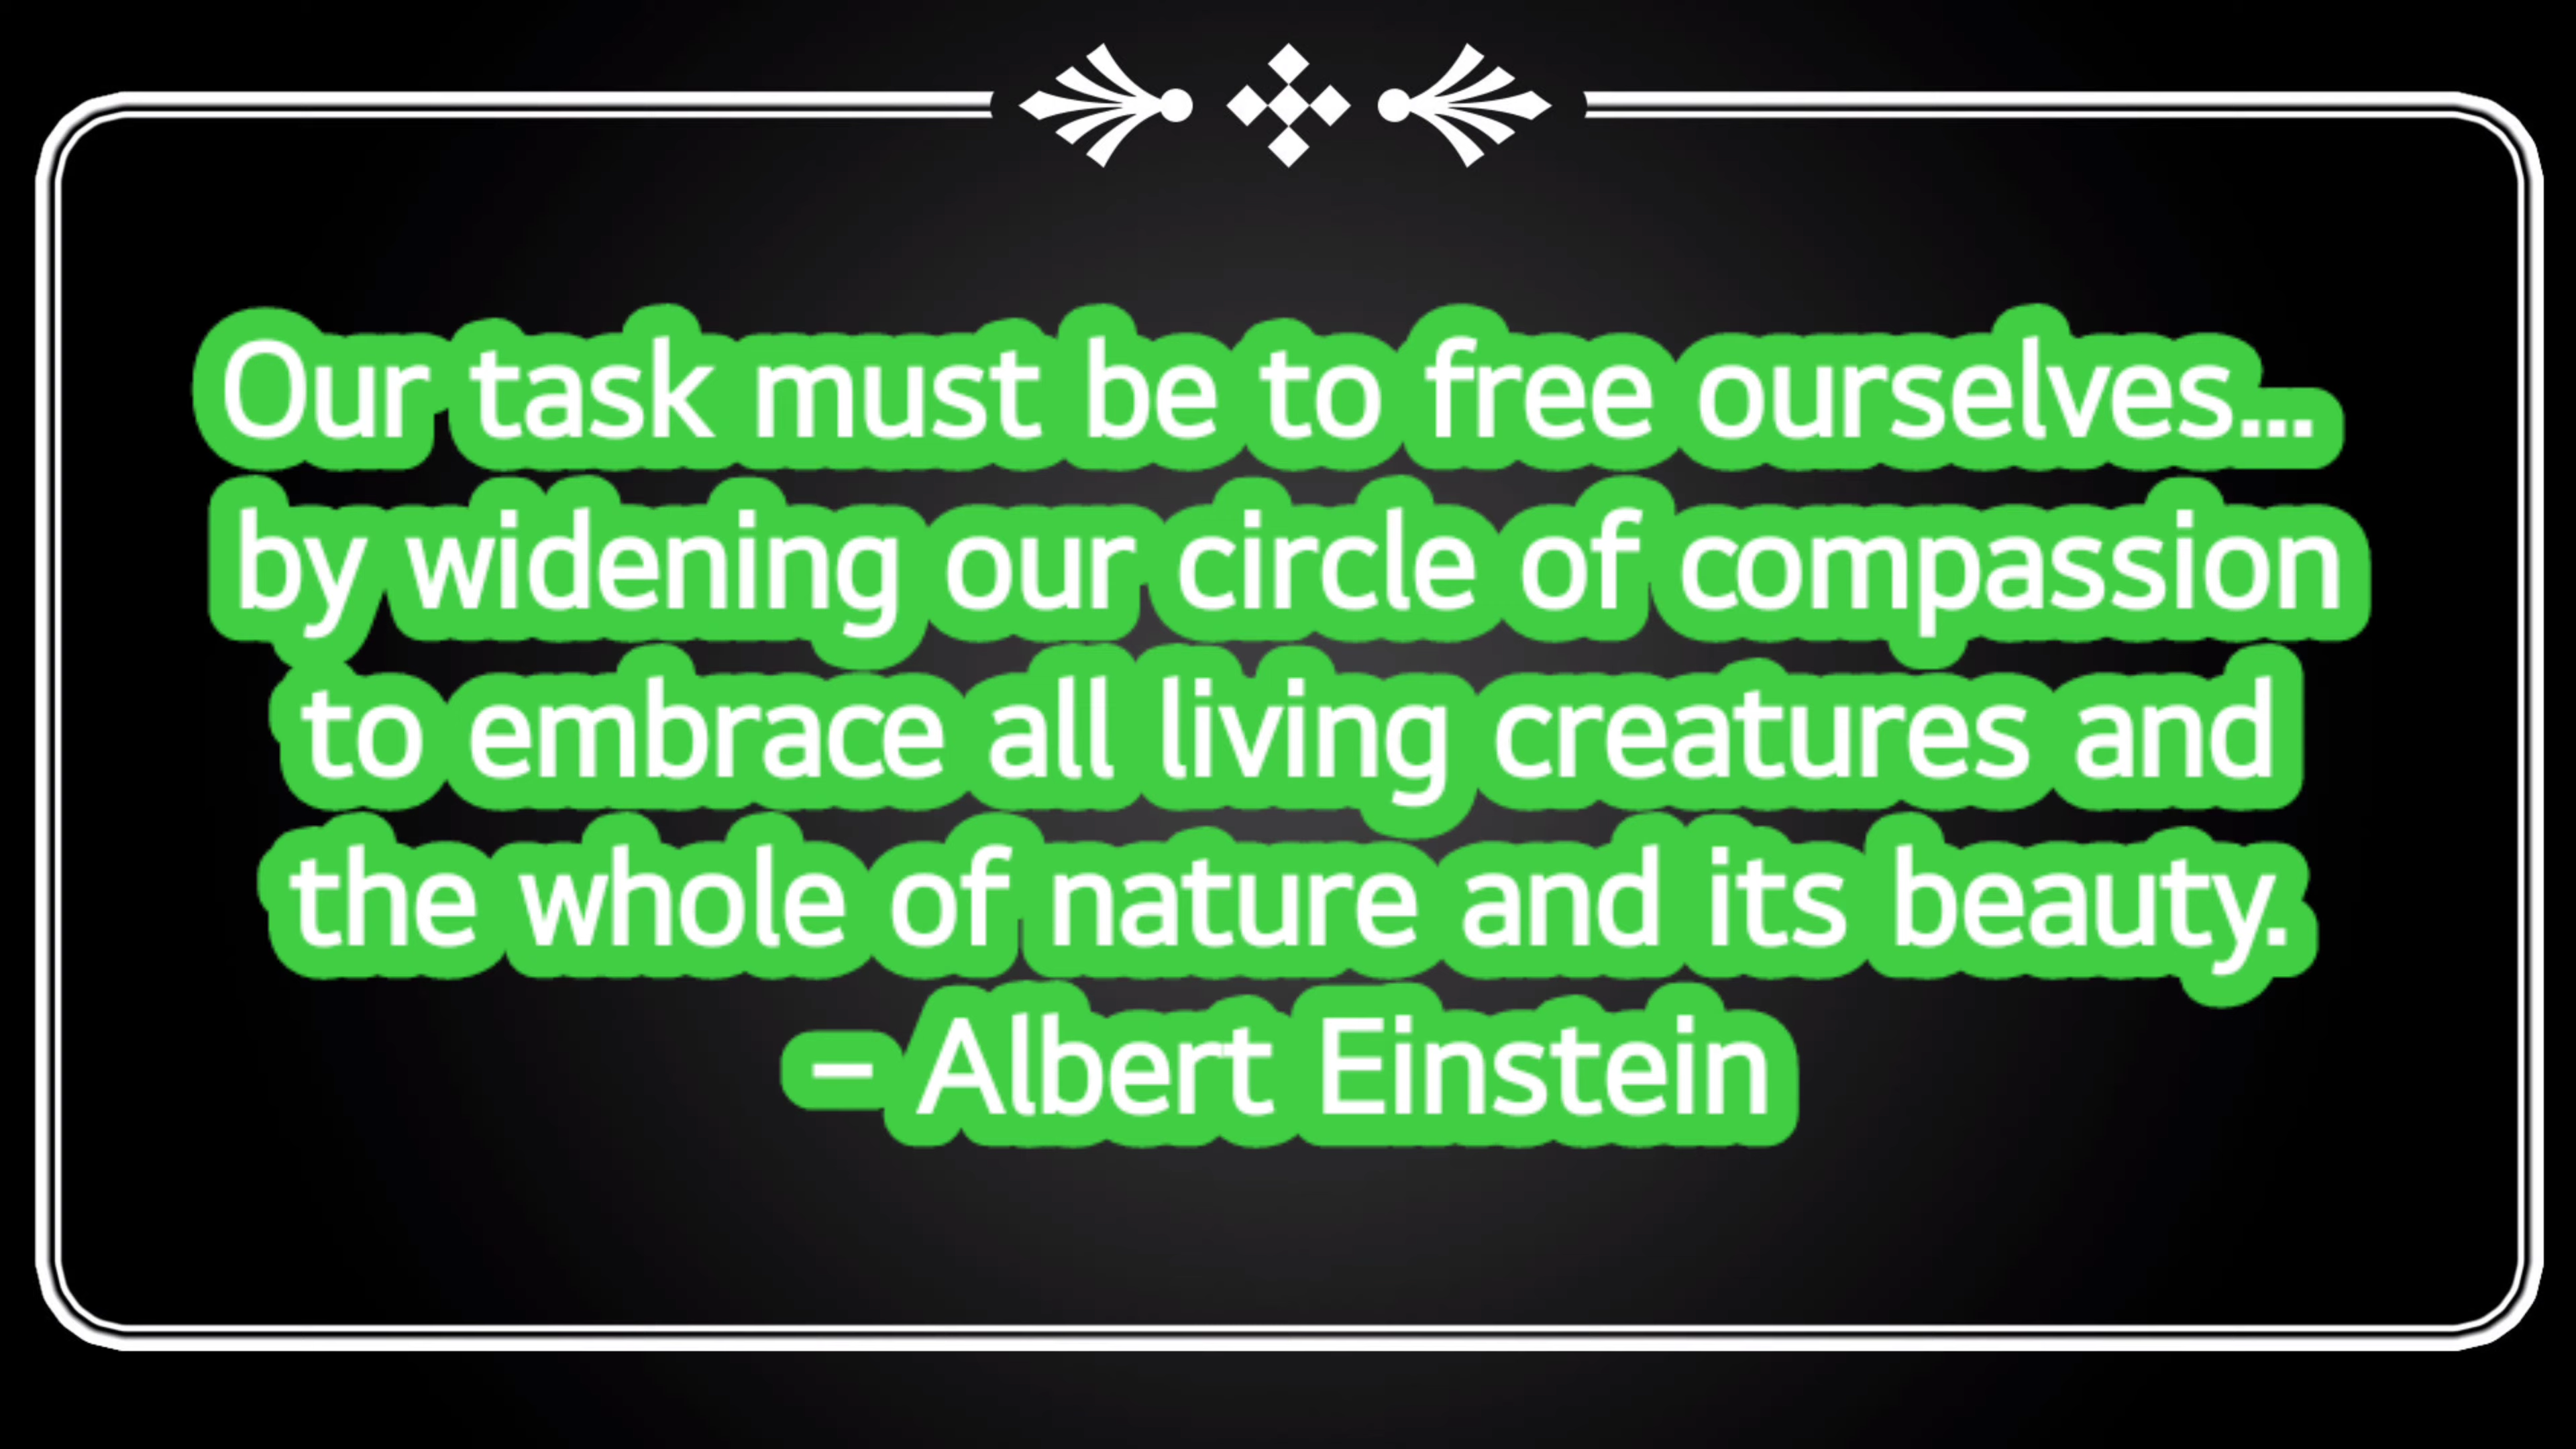 Our task must be to free ourselves...
by widening our circle of compassion
to embrace all living creatures and
the whole of nature and its beauty.
– Albert Einstein